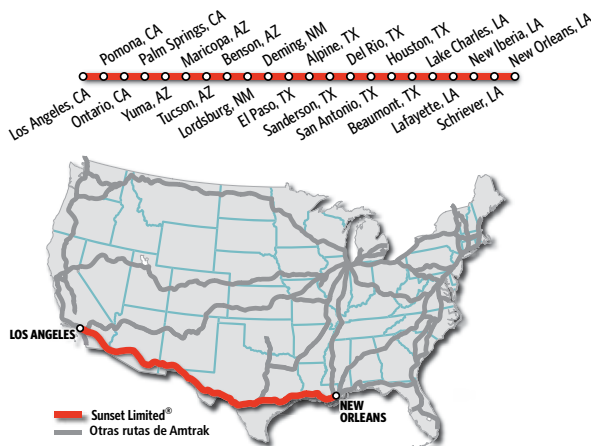 Pomona, CA
Palm Springs, CA
Maricopa, AZ
Benson, AZ
Deming, NM
Alpine, TX
Del Rio, TX
Houston, TX
Lake Charles, LA
New Iberia, LA
New Orleans, LA
Los Angeles, CA
Ontario, CA
Yuma, AZ
Tucson, AZ
Lordsburg, NM
El Paso, TX
Sanderson, TX
San Antonio, TX
Beaumont, TX
Lafayette, LA
Schriever, LA
LOS ANGELES
NEW
ORLEANS
Sunset Limited®
Otras rutas de Amtrak